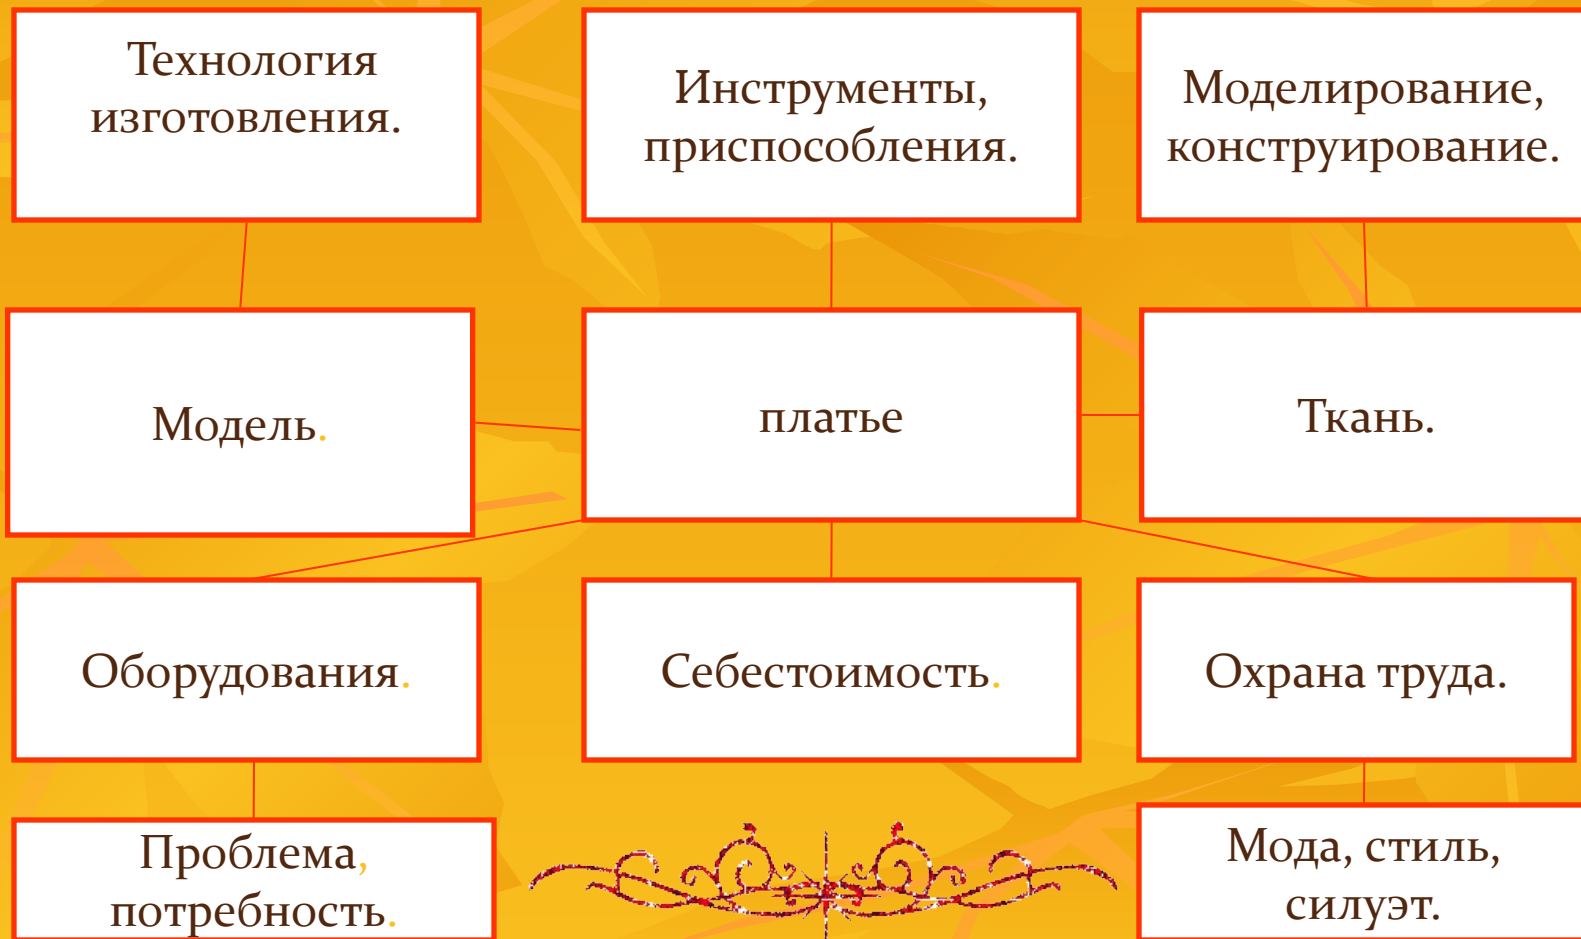 Технология
изготовления.
Инструменты,
приспособления.
Моделирование,
конструирование.
Модель.
платье
Ткань.
Оборудования.
Себестоимость.
Охрана труда.
Проблема,
потребность.
Мода, стиль,
силуэт.